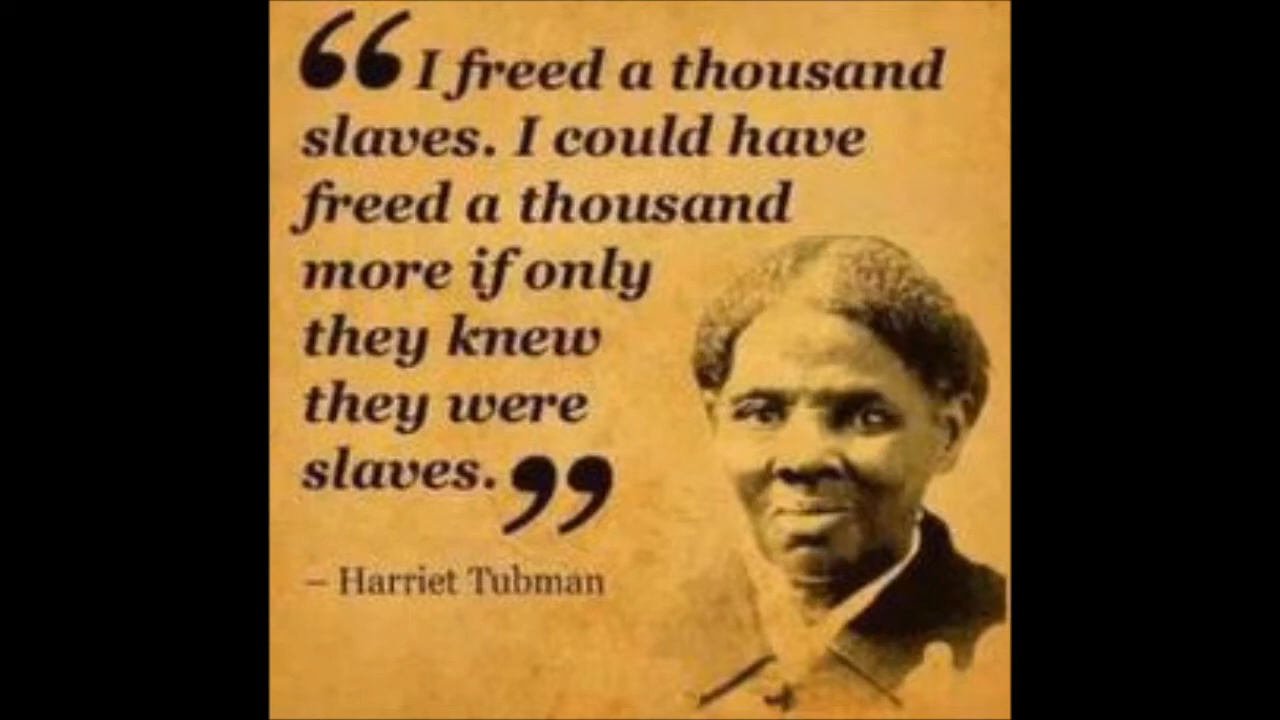 “I freed a thousand
slaves. I could have
freed a thousand
more if only
they knew
they were
slaves.”
– Harriet Tubman